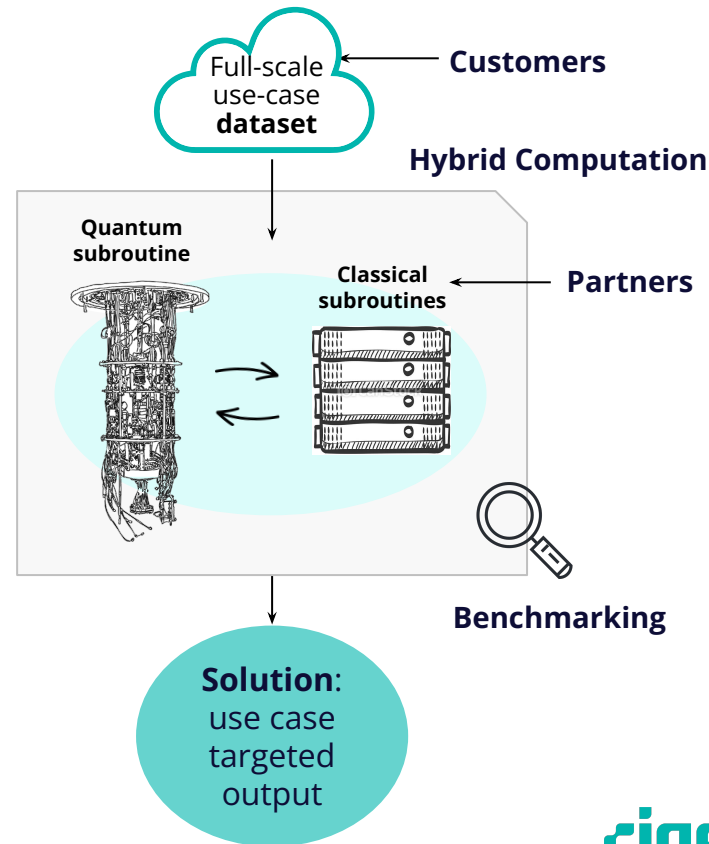 Full-scale
use-case
dataset
Customers
Hybrid Computation
Quantum
subroutine
Classical
subroutines
Partners
Benchmarking
Solution:
use case
targeted
output